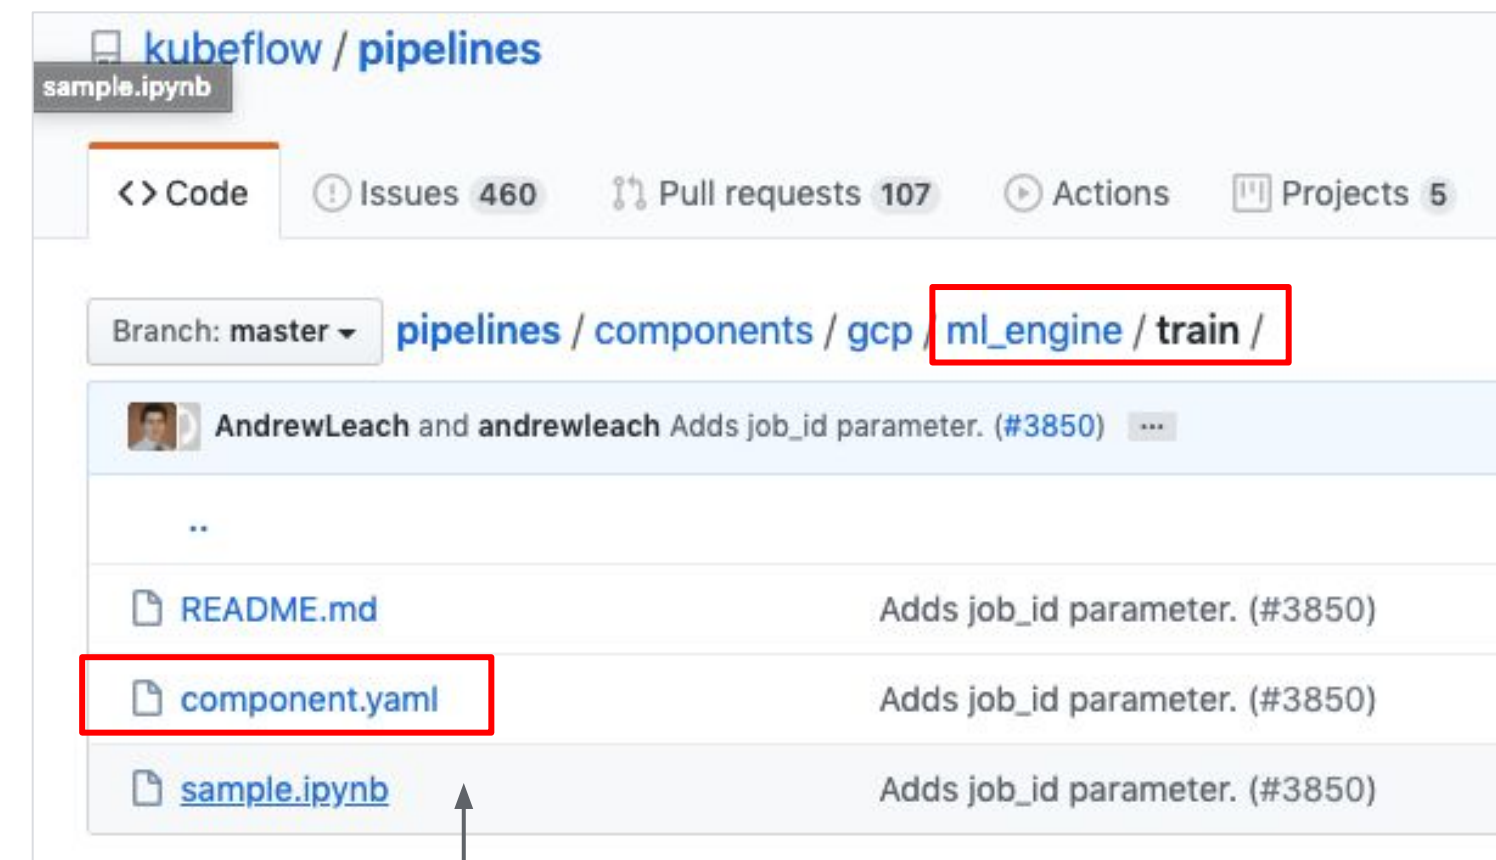 kubeflow / pipelines
sample.ipynb
<> Code Issues 460 Pull requests 107 Actions Projects 5
Branch: master pipelines / components / gcp / ml_engine / train /
AndrewLeach and andrewleach Adds job_id parameter. (#3850) ...
..
README.md Adds job_id parameter. (#3850)
component.yaml Adds job_id parameter. (#3850)
sample.ipynb Adds job_id parameter. (#3850)